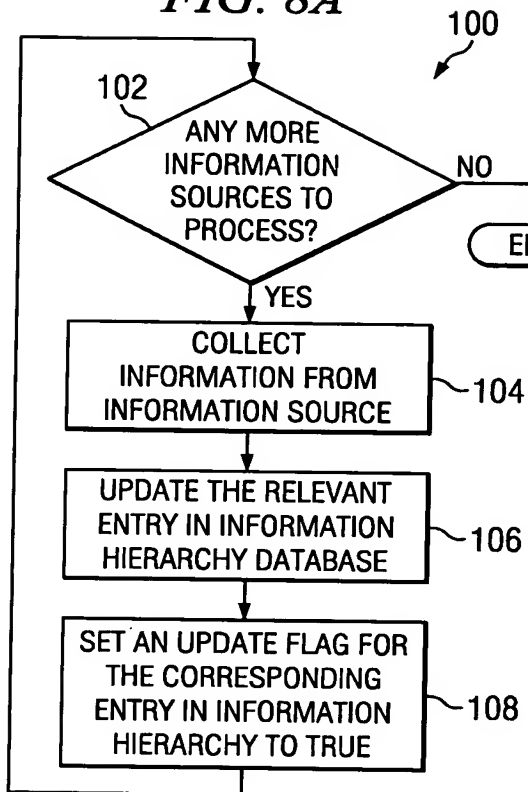 FIG. 8A
100
102
ANY MORE
INFORMATION
SOURCES TO
PROCESS?
NO
YES
COLLECT
INFORMATION FROM
INFORMATION SOURCE
104
UPDATE THE RELEVANT
ENTRY IN INFORMATION
HIERARCHY DATABASE
106
SET AN UPDATE FLAG FOR
THE CORRESPONDING
ENTRY IN INFORMATION
HIERARCHY TO TRUE
108